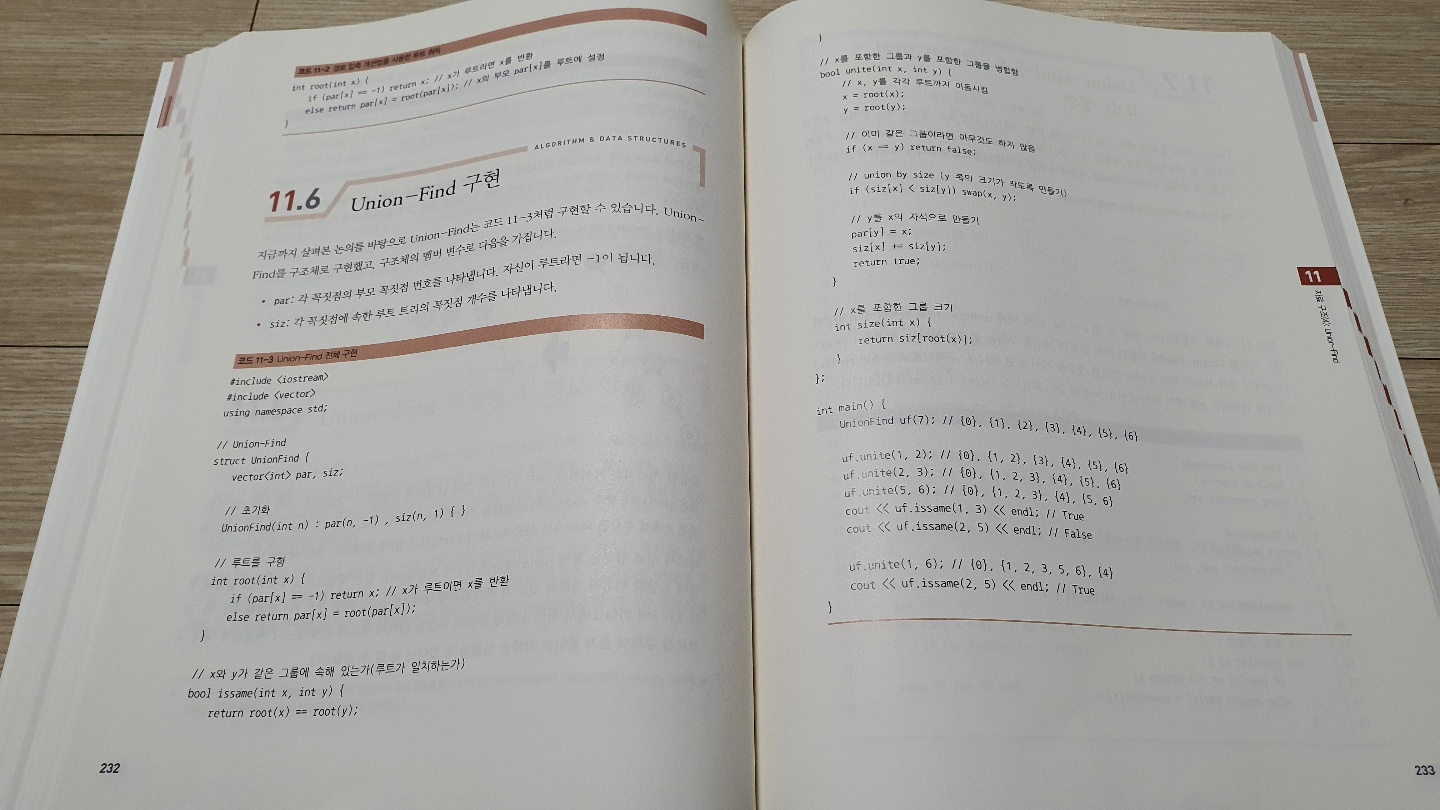 코드 11-2 경로 압축 개선법을 사용한 루트 취득
int root(int x) {
if (par[x] == -1) return x; // x가 루트라면 x를 반환
else return par[x] = root(par[x]); // x의 부모 par[x]를 루트에 설정
}
ALGORITHM & DATA STRUCTURES
11.6 Union-Find 구현
지금까지 살펴본 논의를 바탕으로 Union-Find는 코드 11-3처럼 구현할 수 있습니다. Union-
Find를 구조체로 구현했고, 구조체의 멤버 변수로 다음을 가집니다.
• par: 각 꼭짓점의 부모 꼭짓점 번호를 나타냅니다. 자신이 루트라면 -1이 됩니다.
• siz: 각 꼭짓점에 속한 루트 트리의 꼭짓점 개수를 나타냅니다.
코드 11-3 Union-Find 전체 구현
#include <iostream>
#include <vector>
using namespace std;
// Union-Find
struct UnionFind {
vector<int> par, siz;
// 초기화
UnionFind(int n) : par(n, -1) , siz(n, 1) { }
// 루트를 구함
int root(int x) {
if (par[x] == -1) return x; // x가 루트이면 x를 반환
else return par[x] = root(par[x]);
}
// x와 y가 같은 그룹에 속해 있는가(루트가 일치하는가)
bool issame(int x, int y) {
return root(x) == root(y);
232
}
// x를 포함한 그룹과 y를 포함한 그룹을 병합함
bool unite(int x, int y) {
// x, y를 각각 루트까지 이동시킴
x = root(x);
y = root(y);
// 이미 같은 그룹이라면 아무것도 하지 않음
if (x == y) return false;
// union by size (y 쪽의 크기가 작도록 만들기)
if (siz[x] < siz[y]) swap(x, y);
// y를 x의 자식으로 만들기
par[y] = x;
siz[x] += siz[y];
return true;
}
// x를 포함한 그룹 크기
int size(int x) {
return siz[root(x)];
}
};
int main() {
UnionFind uf(7); // {0}, {1}, {2}, {3}, {4}, {5}, {6}
uf.unite(1, 2); // {0}, {1, 2}, {3}, {4}, {5}, {6}
uf.unite(2, 3); // {0}, {1, 2, 3}, {4}, {5}, {6}
uf.unite(5, 6); // {0}, {1, 2, 3}, {4}, {5, 6}
cout << uf.issame(1, 3) << endl; // True
cout << uf.issame(2, 5) << endl; // False
uf.unite(1, 6); // {0}, {1, 2, 3, 5, 6}, {4}
cout << uf.issame(2, 5) << endl; // True
}
11
자료 구조(4): Union-Find
233